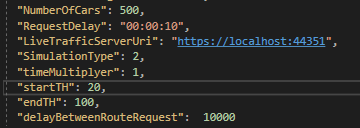 "NumberOfCars": 500,
"RequestDelay": "00:00:10",
"LiveTrafficServerUri": "https://localhost:44351",
"SimulationType": 2,
"timeMultiplyer": 1,
"startTH": 20,
"endTH": 100,
"delayBetweenRouteRequest":  10000